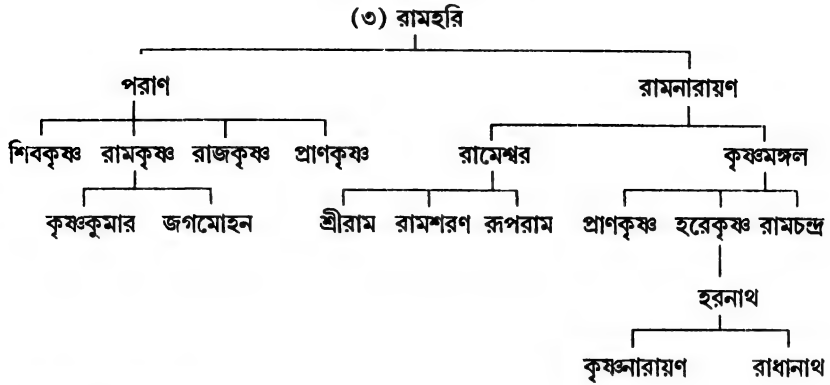 (৩) রামহরি
পরাণ রামনারায়ণ
শিবকৃষ্ণ রামকৃষ্ণ রাজকৃষ্ণ প্রাণকৃষ্ণ রামেশ্বর কৃষ্ণমঙ্গল
কৃষ্ণকুমার জগমোহন শ্রীরাম রামশরণ রূপরাম প্রাণকৃষ্ণ হরেকৃষ্ণ রামচন্দ্র
হরনাথ
কৃষ্ণনারায়ণ রাধানাথ